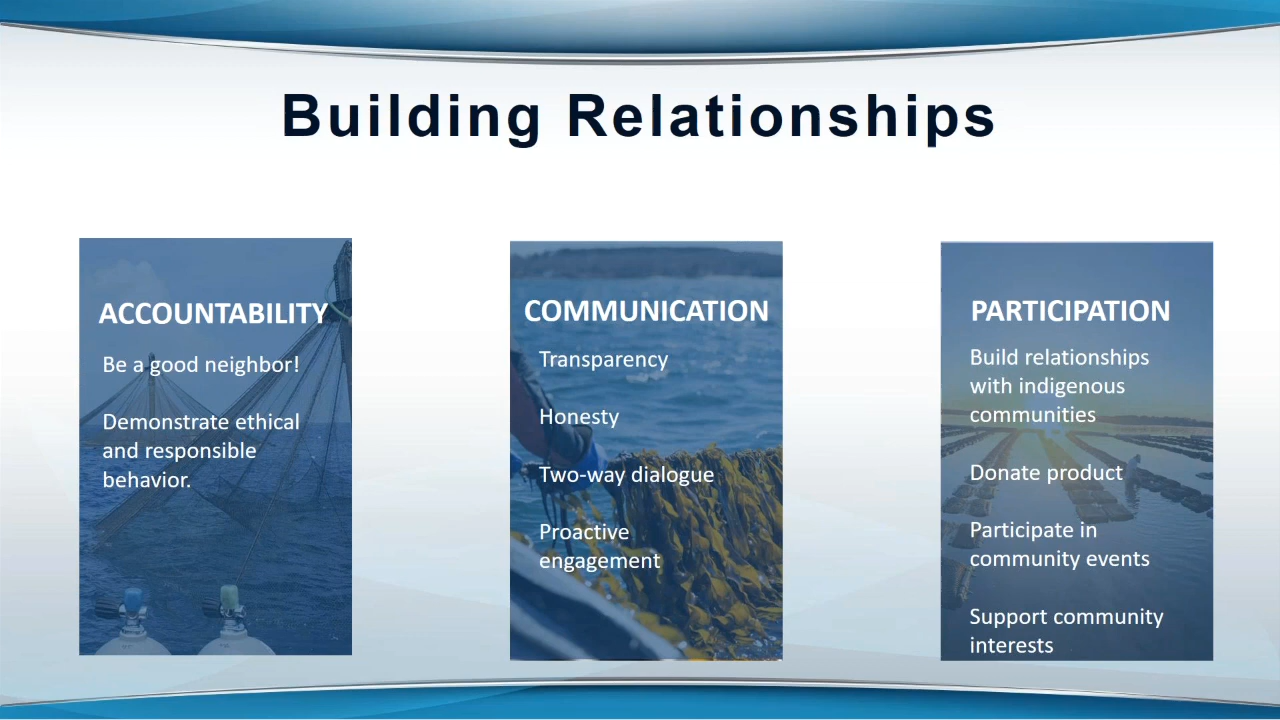 Building Relationships
ACCOUNTABILITY
Be a good neighbor!
Demonstrate ethical
and responsible
behavior.
COMMUNICATION
Transparency
Honesty
Two-way dialogue
Proactive
engagement
PARTICIPATION
Build relationships
with indigenous
communities
Donate product
Participate in
community events
Support community
interests